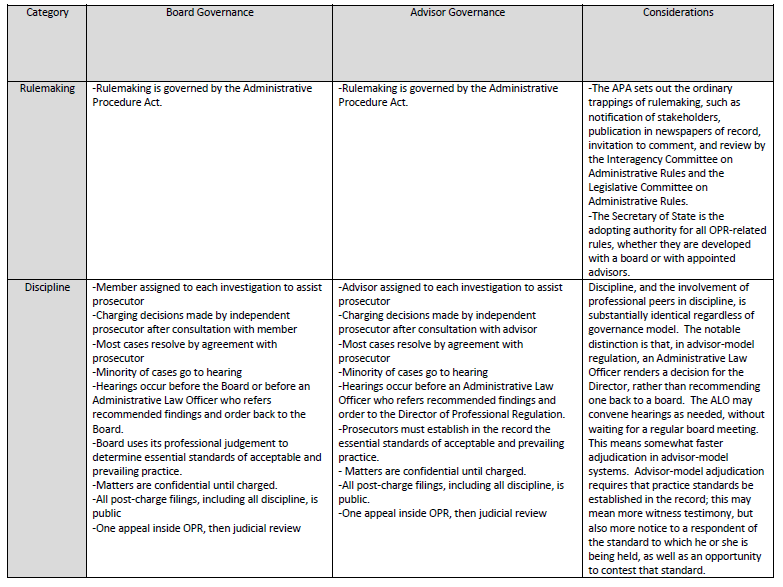 Category
Board Governance
Advisor Governance
Considerations
Rulemaking
-Rulemaking is governed by the Administrative
Procedure Act.
-Rulemaking is governed by the Administrative
Procedure Act.
-The APA sets out the ordinary
trappings of rulemaking, such as
notification of stakeholders,
publication in newspapers of record,
invitation to comment, and review by
the Interagency Committee on
Administrative Rules and the
Legislative Committee on
Administrative Rules.
-The Secretary of State is the
adopting authority for all OPR-related
rules, whether they are developed
with a board or with appointed
advisors.
Discipline
-Member assigned to each investigation to assist
prosecutor
-Charging decisions made by independent
prosecutor after consultation with member
-Most cases resolve by agreement with
prosecutor
-Minority of cases go to hearing
-Hearings occur before the Board or before an
Administrative Law Officer who refers
recommended findings and order back to the
Board.
-Board uses its professional judgement to
determine essential standards of acceptable and
prevailing practice.
-Matters are confidential until charged.
-All post-charge filings, including all discipline, is
public
-One appeal inside OPR, then judicial review
-Advisor assigned to each investigation to assist
prosecutor
-Charging decisions made by independent
prosecutor after consultation with advisor
-Most cases resolve by agreement with
prosecutor
-Minority of cases go to hearing
-Hearings occur before an Administrative Law
Officer who refers recommended findings and
order to the Director of Professional Regulation.
-Prosecutors must establish in the record the
essential standards of acceptable and prevailing
practice.
- Matters are confidential until charged.
-All post-charge filings, including all discipline, is
public.
-One appeal inside OPR, then judicial review
Discipline, and the involvement of
professional peers in discipline, is
substantially identical regardless of
governance model.  The notable
distinction is that, in advisor-model
regulation, an Administrative Law
Officer renders a decision for the
Director, rather than recommending
one back to a board.  The ALO may
convene hearings as needed, without
waiting for a regular board meeting.
This means somewhat faster
adjudication in advisor-model
systems.  Advisor-model adjudication
requires that practice standards be
established in the record; this may
mean more witness testimony, but
also more notice to a respondent of
the standard to which he or she is
being held, as well as an opportunity
to contest that standard.